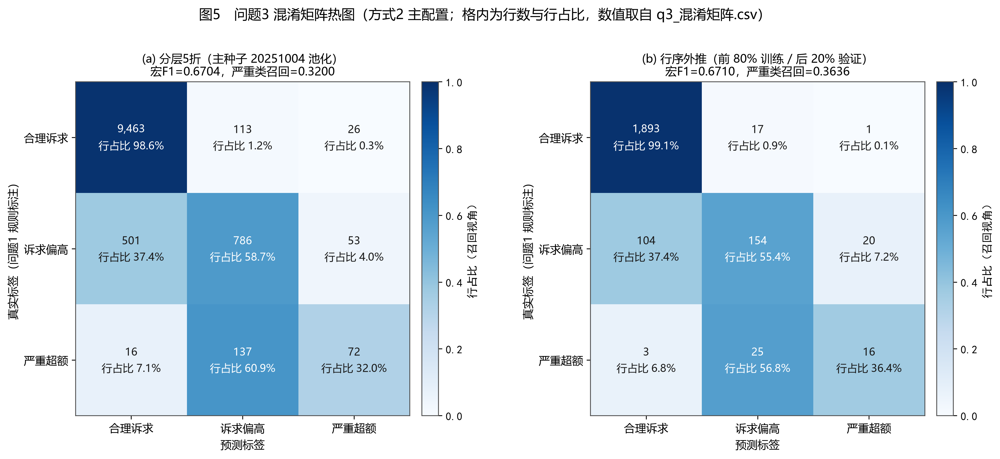 图5　问题3 混淆矩阵热图（方式2 主配置；格内为行数与行占比，数值取自 q3_混淆矩阵.csv）
(a) 分层5折（主种子 20251004 池化）
宏F1=0.6704，严重类召回=0.3200
真实标签（问题1 规则标注）
合理诉求
诉求偏高
严重超额
9,463
行占比 98.6%
113
行占比 1.2%
26
行占比 0.3%
501
行占比 37.4%
786
行占比 58.7%
53
行占比 4.0%
16
行占比 7.1%
137
行占比 60.9%
72
行占比 32.0%
合理诉求
诉求偏高
严重超额
预测标签
1.0
0.8
0.6
0.4
0.2
0.0
行占比（召回视角）
(b) 行序外推（前 80% 训练 / 后 20% 验证）
宏F1=0.6710，严重类召回=0.3636
真实标签（问题1 规则标注）
合理诉求
诉求偏高
严重超额
1,893
行占比 99.1%
17
行占比 0.9%
1
行占比 0.1%
104
行占比 37.4%
154
行占比 55.4%
20
行占比 7.2%
3
行占比 6.8%
25
行占比 56.8%
16
行占比 36.4%
合理诉求
诉求偏高
严重超额
预测标签
1.0
0.8
0.6
0.4
0.2
0.0
行占比（召回视角）